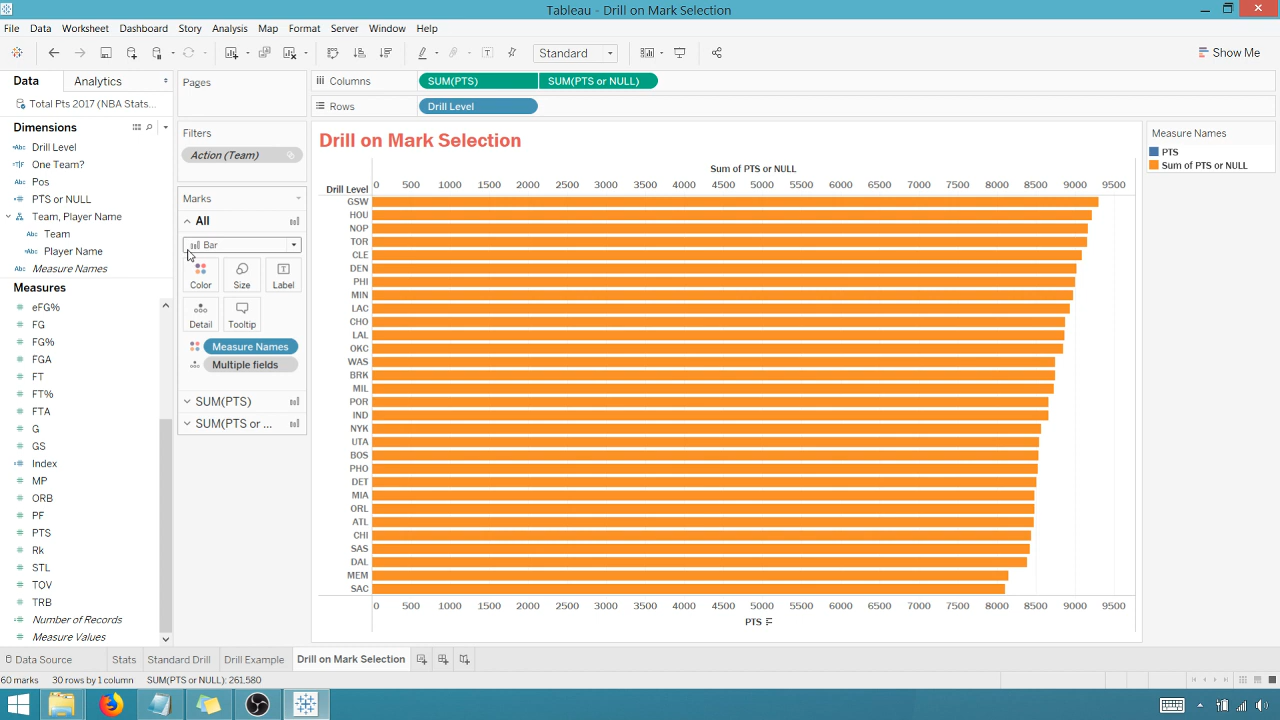 Tableau - Drill on Mark Selection
File Data Worksheet Dashboard Story Analysis Map Format Server Window Help
Standard
Show Me
Data Analytics
Total Pts 2017 (NBA Stats...
Dimensions
Drill Level
One Team?
Pos
PTS or NULL
Team, Player Name
Team
Player Name
Measure Names
Measures
eFG%
FG
FG%
FGA
FT
FT%
FTA
G
GS
Index
MP
ORB
PF
PTS
Rk
STL
TOV
TRB
Number of Records
Measure Values
Pages
Filters
Action (Team)
Marks
All
Bar
Color Size Label
Detail Tooltip
Measure Names
Multiple fields
SUM(PTS)
SUM(PTS or ...
Columns SUM(PTS) SUM(PTS or NULL)
Rows Drill Level
Drill on Mark Selection
Sum of PTS or NULL
Drill Level 0 500 1000 1500 2000 2500 3000 3500 4000 4500 5000 5500 6000 6500 7000 7500 8000 8500 9000 9500
GSW
HOU
NOP
TOR
CLE
DEN
PHI
MIN
LAC
CHO
LAL
OKC
WAS
BRK
MIL
POR
IND
NYK
UTA
BOS
PHO
DET
MIA
ORL
ATL
CHI
SAS
DAL
MEM
SAC
0 500 1000 1500 2000 2500 3000 3500 4000 4500 5000 5500 6000 6500 7000 7500 8000 8500 9000 9500
PTS
Measure Names
PTS
Sum of PTS or NULL
Data Source Stats Standard Drill Drill Example Drill on Mark Selection
60 marks 30 rows by 1 column SUM(PTS or NULL): 261,580